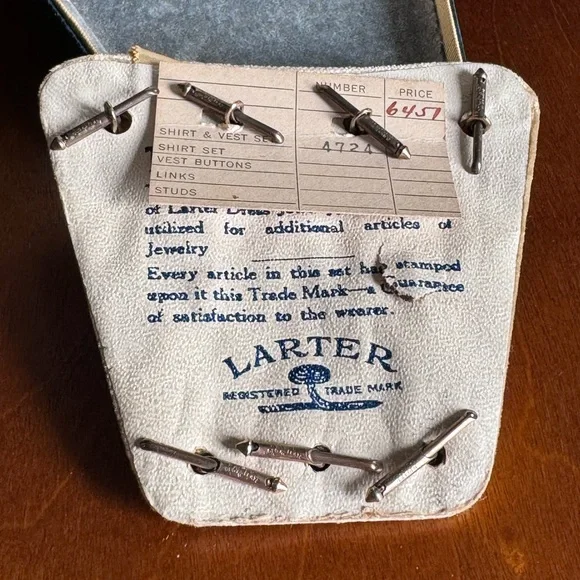 NUMBER PRICE
6451
SHIRT & VEST SET
SHIRT SET 4724
VEST BUTTONS
LINKS
STUDS
of Larter Dress
utilized for additional articles of
Jewelry
Every article in this set has stamped
upon it this Trade Mark—a Guarantee
of satisfaction to the wearer.
LARTER
REGISTERED TRADE MARK